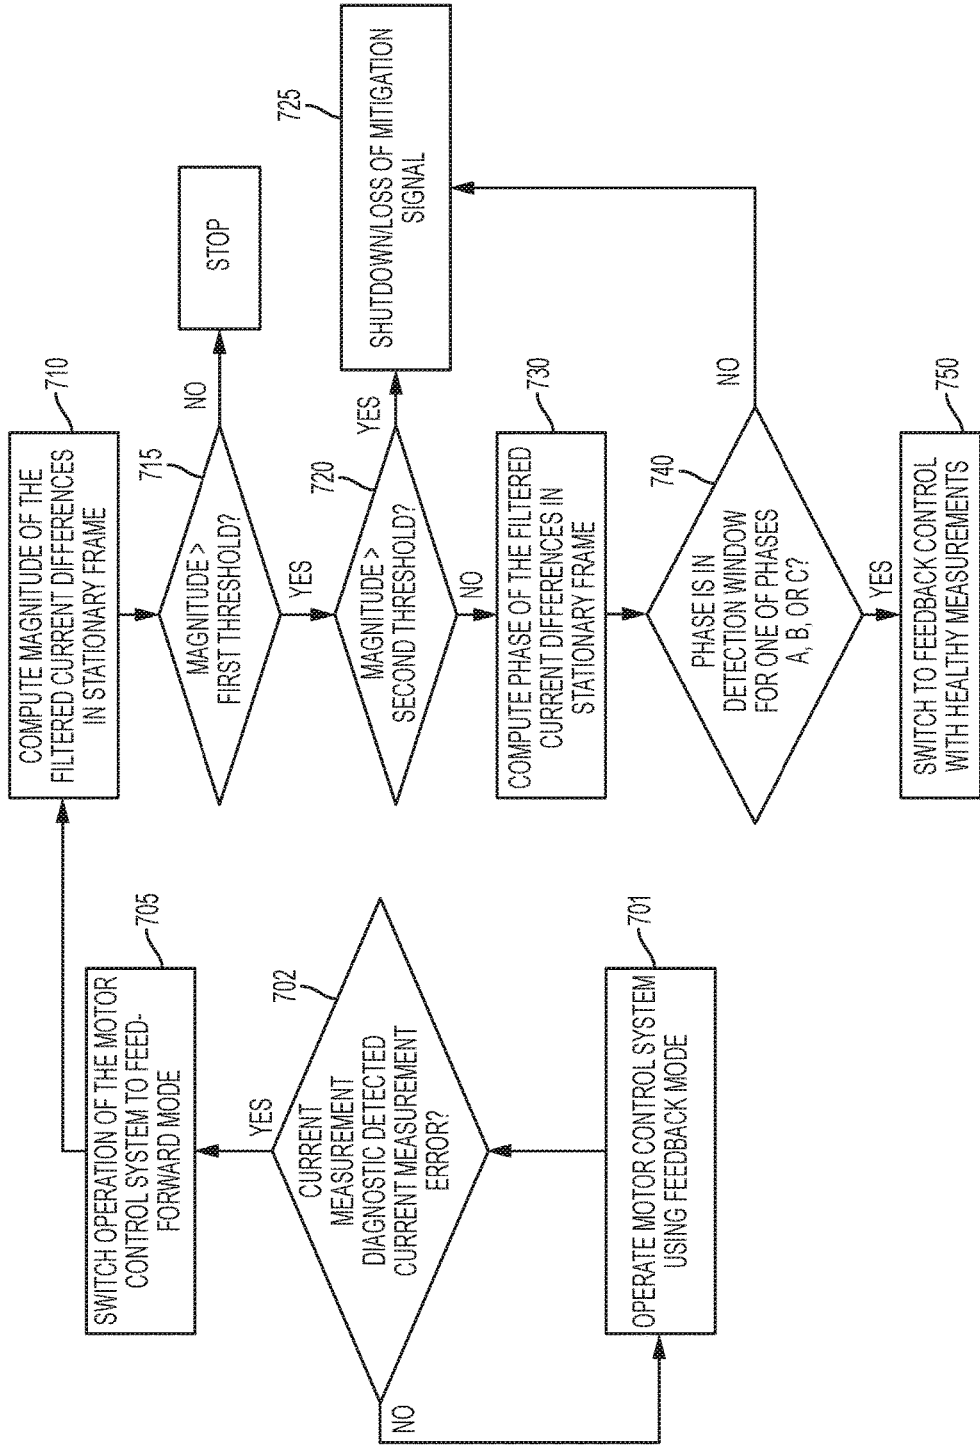 OPERATE MOTOR CONTROL SYSTEM
USING FEEDBACK MODE
701
CURRENT
MEASUREMENT
DIAGNOSTIC DETECTED
CURRENT MEASUREMENT
ERROR?
702
NO
YES
SWITCH OPERATION OF THE MOTOR
CONTROL SYSTEM TO FEED-
FORWARD MODE
705
COMPUTE MAGNITUDE OF THE
FILTERED CURRENT DIFFERENCES
IN STATIONARY FRAME
710
MAGNITUDE >
FIRST THRESHOLD?
715
NO
STOP
YES
MAGNITUDE >
SECOND THRESHOLD?
720
YES
SHUTDOWN/LOSS OF MITIGATION
SIGNAL
725
NO
COMPUTE PHASE OF THE FILTERED
CURRENT DIFFERENCES IN
STATIONARY FRAME
730
PHASE IS IN
DETECTION WINDOW
FOR ONE OF PHASES
A, B, OR C?
740
NO
YES
SWITCH TO FEEDBACK CONTROL
WITH HEALTHY MEASUREMENTS
750